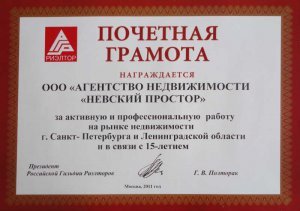 РИЭЛТОР
ПОЧЕТНАЯ
ГРАМОТА
НАГРАЖДАЕТСЯ
ООО «АГЕНТСТВО НЕДВИЖИМОСТИ
«НЕВСКИЙ ПРОСТОР»
за активную и профессиональную работу
на рынке недвижимости
г. Санкт- Петербурга и Ленинградской области
и в связи с 15-летием
Президент
Российской Гильдии Риэлторов
Г. В. Полторак
Москва, 2011 год